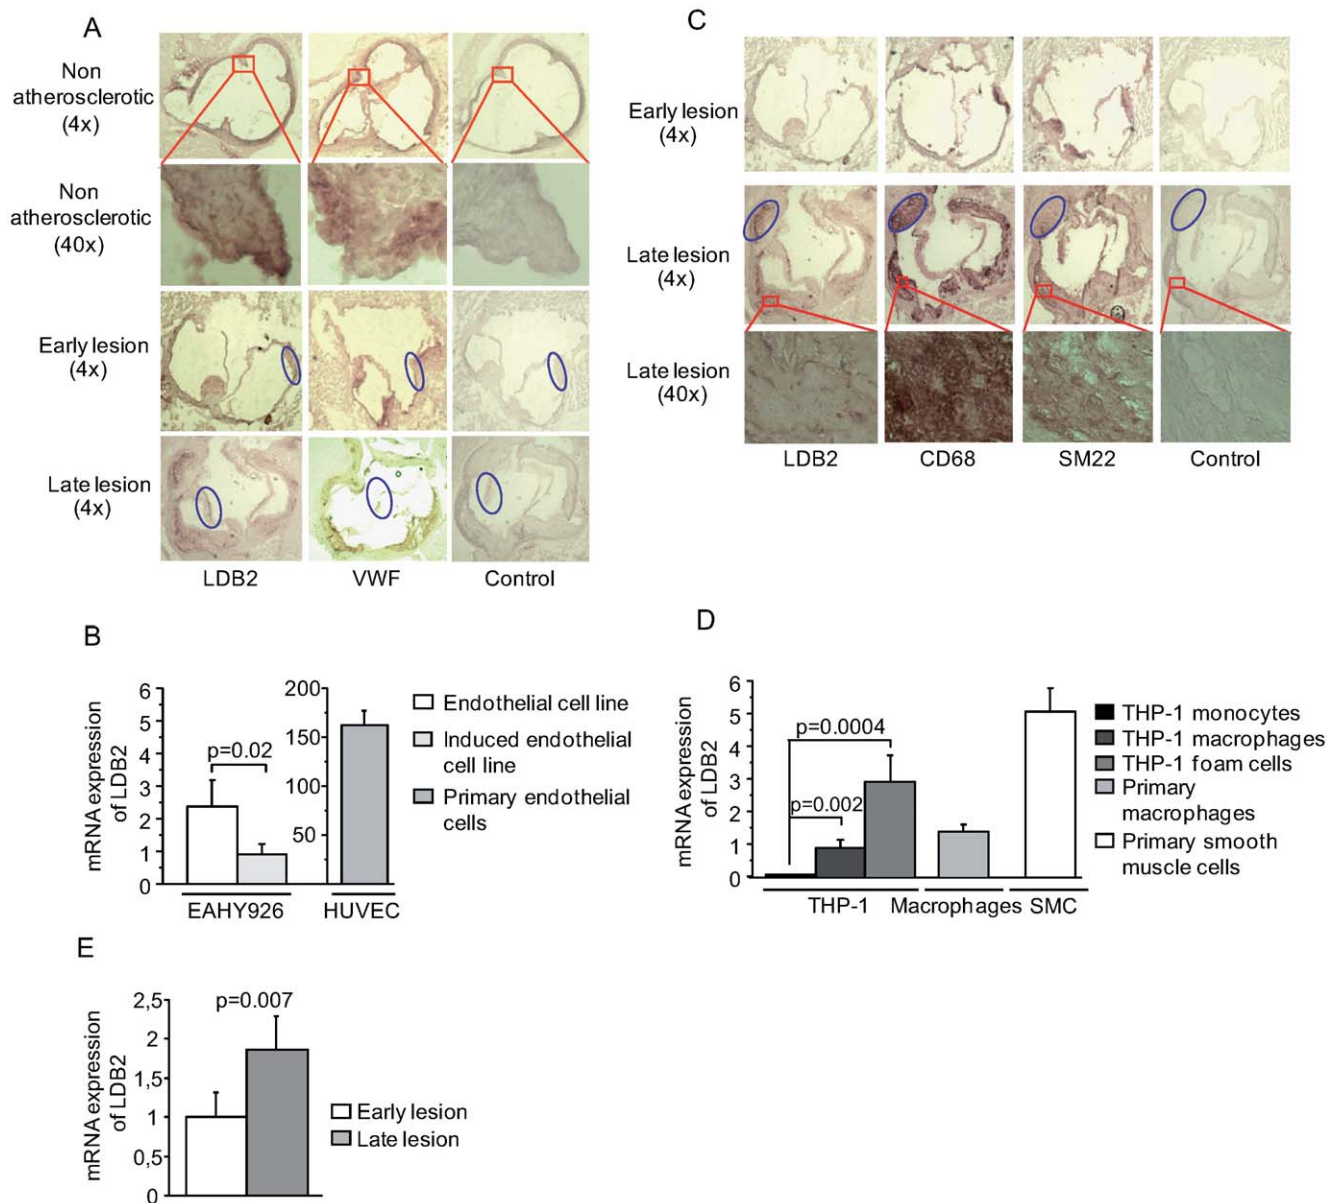 A
Non
atherosclerotic
(4x)
Non
atherosclerotic
(40x)
Early lesion
(4x)
Late lesion
(4x)
LDB2 VWF Control
C
Early lesion
(4x)
Late lesion
(4x)
Late lesion
(40x)
LDB2 CD68 SM22 Control
B
mRNA expression
of LDB2
6
5
4
3
2
1
0
p=0.02
200
150
100
50
EAHY926 HUVEC
Endothelial cell line
Induced endothelial
cell line
Primary endothelial
cells
D
mRNA expression
of LDB2
6
5
4
3
2
1
0
p=0.0004
p=0.002
THP-1 Macrophages SMC
THP-1 monocytes
THP-1 macrophages
THP-1 foam cells
Primary
macrophages
Primary smooth
muscle cells
E
mRNA expression
of LDB2
2,5
2
1,5
1
0,5
0
p=0.007
Early lesion
Late lesion